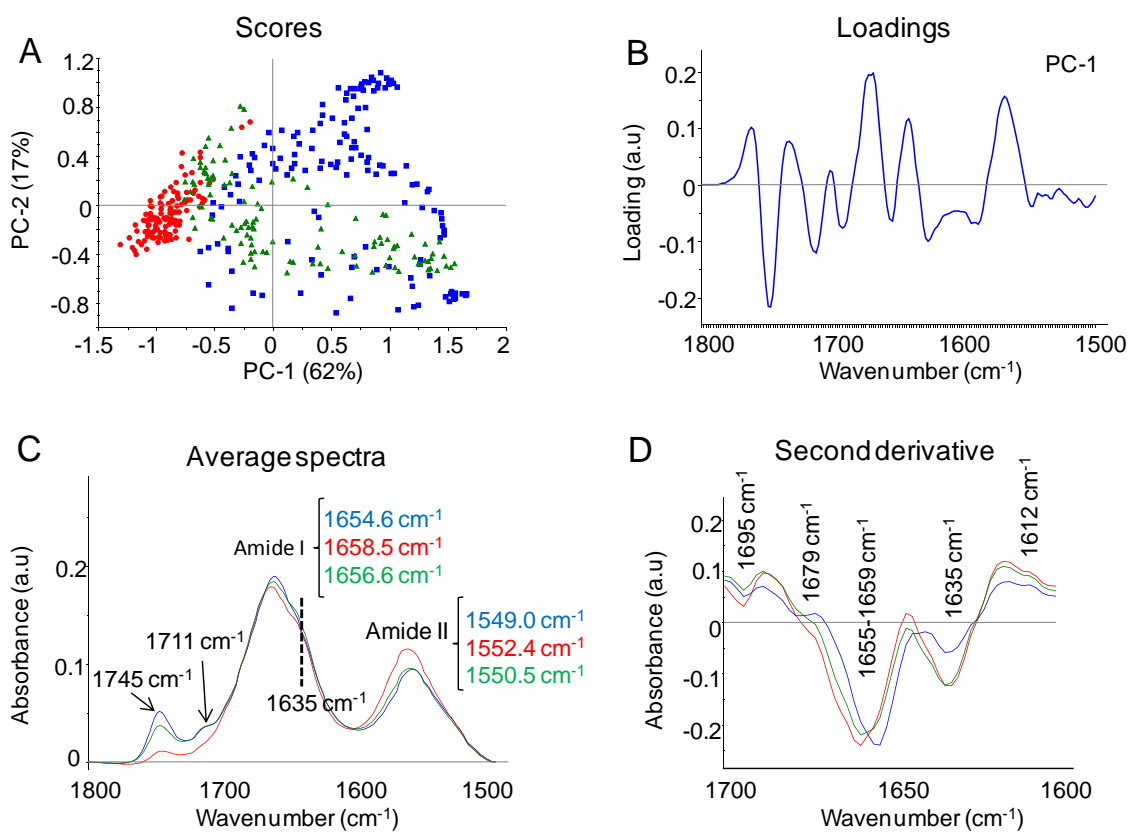 Scores
A
1.2
0.8
0.4
0
-0.4
-0.8
PC-2 (17%)
-1.5
-1
-0.5
0
0.5
1
1.5
2
PC-1 (62%)
Loadings
B
PC-1
0.2
0.1
0
-0.1
-0.2
Loading (a.u)
1800
1700
1600
1500
Wavenumber (cm-1)
C
Average spectra
Amide I
1654.6 cm-1
1658.5 cm-1
1656.6 cm-1
Amide II
1549.0 cm-1
1552.4 cm-1
1550.5 cm-1
1745 cm-1
1711 cm-1
1635 cm-1
0.2
0.1
0
Absorbance (a.u)
1800
1700
1600
1500
Wavenumber (cm-1)
D
Second derivative
1695 cm-1
1679 cm-1
1655-1659 cm-1
1635 cm-1
1612 cm-1
0.2
0.1
0
-0.1
-0.2
Absorbance (a.u)
1700
1650
1600
Wavenumber (cm-1)